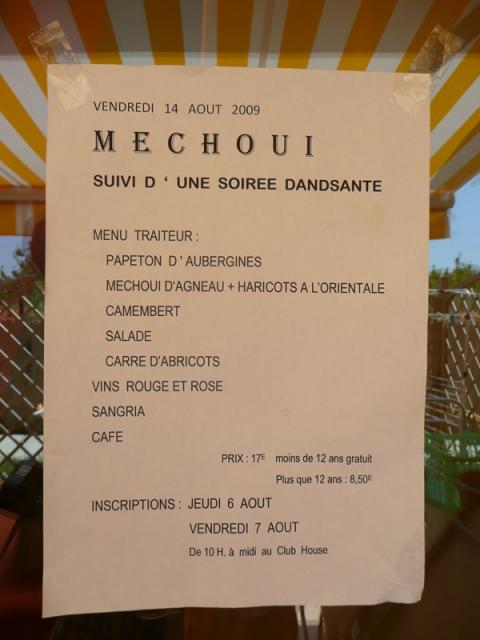 VENDREDI 14 AOUT 2009
MECHOUI
SUIVI D ' UNE SOIREE DANDSANTE
MENU TRAITEUR :
PAPETON D ' AUBERGINES
MECHOUI D'AGNEAU + HARICOTS A L'ORIENTALE
CAMEMBERT
SALADE
CARRE D'ABRICOTS
VINS ROUGE ET ROSE
SANGRIA
CAFE
PRIX : 17E moins de 12 ans gratuit
Plus que 12 ans : 8,50E
INSCRIPTIONS : JEUDI 6 AOUT
VENDREDI 7 AOUT
De 10 H. à midi au Club House